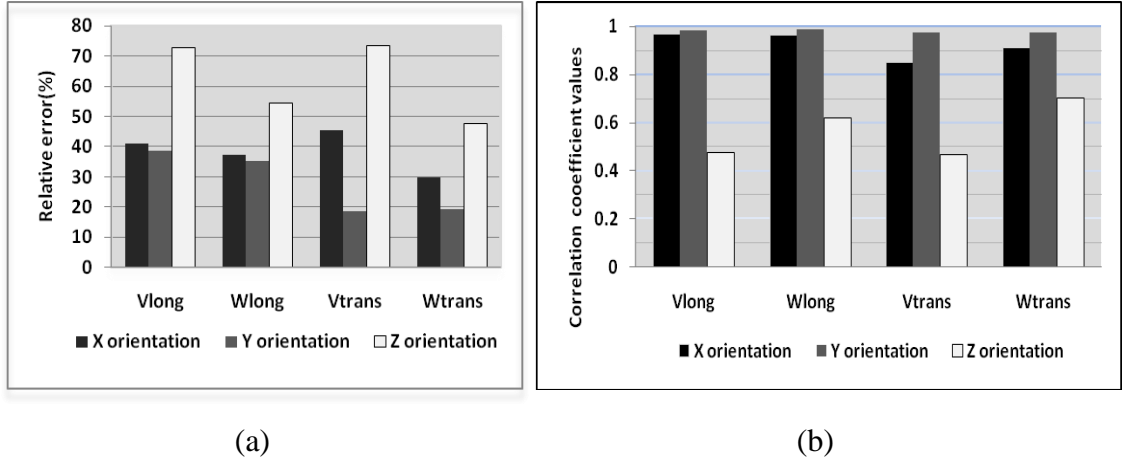 Relative error(%)
80
70
60
50
40
30
20
10
0
Vlong Wlong Vtrans Wtrans
X orientation Y orientation Z orientation
(a)
Correlation cooefficient values
1
0.8
0.6
0.4
0.2
0
Vlong Wlong Vtrans Wtrans
X orientation Y orientation Z orientation
(b)